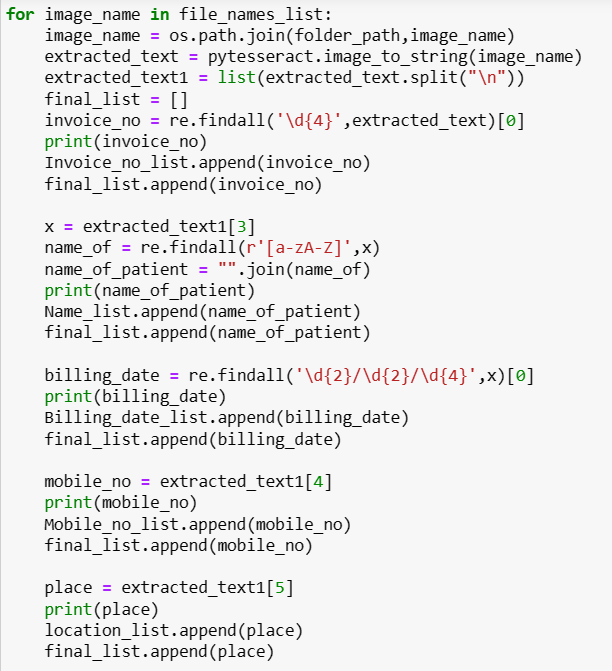 for image_name in file_names_list:
    image_name = os.path.join(folder_path,image_name)
    extracted_text = pytesseract.image_to_string(image_name)
    extracted_text1 = list(extracted_text.split("\n"))
    final_list = []
    invoice_no = re.findall('\d{4}',extracted_text)[0]
    print(invoice_no)
    Invoice_no_list.append(invoice_no)
    final_list.append(invoice_no)

    x = extracted_text1[3]
    name_of = re.findall(r'[a-zA-Z]',x)
    name_of_patient = "".join(name_of)
    print(name_of_patient)
    Name_list.append(name_of_patient)
    final_list.append(name_of_patient)

    billing_date = re.findall('\d{2}/\d{2}/\d{4}',x)[0]
    print(billing_date)
    Billing_date_list.append(billing_date)
    final_list.append(billing_date)

    mobile_no = extracted_text1[4]
    print(mobile_no)
    Mobile_no_list.append(mobile_no)
    final_list.append(mobile_no)

    place = extracted_text1[5]
    print(place)
    location_list.append(place)
    final_list.append(place)